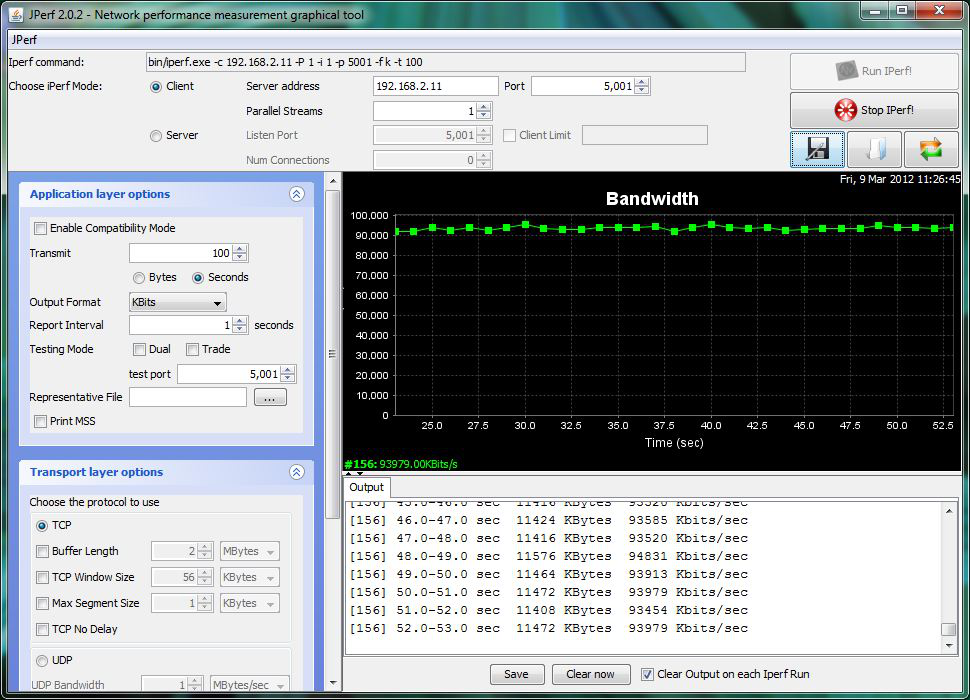 JPerf 2.0.2 - Network performance measurement graphical tool
JPerf
Iperf command: bin/iperf.exe -c 192.168.2.11 -P 1 -i 1 -p 5001 -f k -t 100
Choose iPerf Mode: Client Server address 192.168.2.11 Port 5,001
Parallel Streams 1
Server Listen Port 5,001 Client Limit
Num Connections 0
Run IPerf!
Stop IPerf!
Application layer options
Enable Compatibility Mode
Transmit 100
Bytes Seconds
Output Format KBits
Report Interval 1 seconds
Testing Mode Dual Trade
test port 5,001
Representative File ...
Print MSS
Transport layer options
Choose the protocol to use
TCP
Buffer Length 2 MBytes
TCP Window Size 56 KBytes
Max Segment Size 1 KBytes
TCP No Delay
UDP
UDP Bandwidth 1 MBytes/sec
Fri, 9 Mar 2012 11:26:45
Bandwidth
100,000
90,000
80,000
70,000
60,000
50,000
40,000
30,000
20,000
10,000
0
25.0 27.5 30.0 32.5 35.0 37.5 40.0 42.5 45.0 47.5 50.0 52.5
Time (sec)
#156: 93979.00KBits/s
Output
[156] 45.0-46.0 sec 11416 KBytes 93520 Kbits/sec
[156] 46.0-47.0 sec 11424 KBytes 93585 Kbits/sec
[156] 47.0-48.0 sec 11416 KBytes 93520 Kbits/sec
[156] 48.0-49.0 sec 11576 KBytes 94831 Kbits/sec
[156] 49.0-50.0 sec 11464 KBytes 93913 Kbits/sec
[156] 50.0-51.0 sec 11472 KBytes 93979 Kbits/sec
[156] 51.0-52.0 sec 11408 KBytes 93454 Kbits/sec
[156] 52.0-53.0 sec 11472 KBytes 93979 Kbits/sec
Save Clear now Clear Output on each Iperf Run